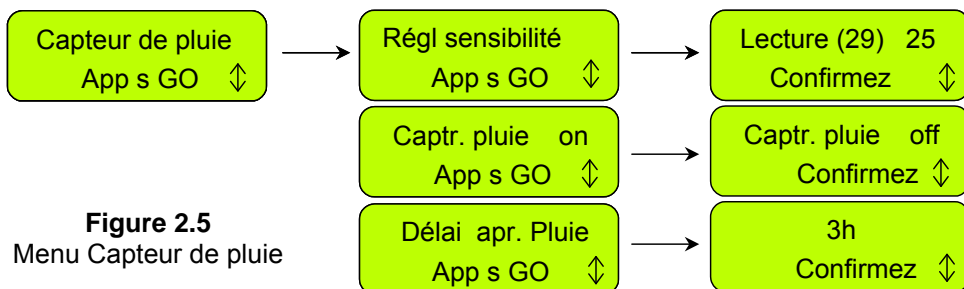 Capteur de pluie
App s GO
Régl sensibilité
App s GO
Lecture (29) 25
Confirmez
Captr. pluie on
App s GO
Captr. pluie off
Confirmez
Délai apr. Pluie
App s GO
3h
Confirmez
Figure 2.5
Menu Capteur de pluie